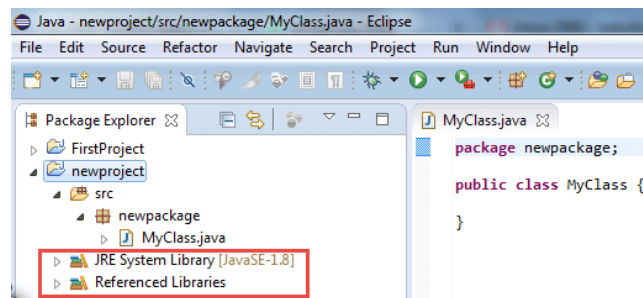 Java - newproject/src/newpackage/MyClass.java - Eclipse
File Edit Source Refactor Navigate Search Project Run Window Help
Package Explorer
MyClass.java
FirstProject
newproject
src
newpackage
MyClass.java
JRE System Library [JavaSE-1.8]
Referenced Libraries
package newpackage;
public class MyClass {
}